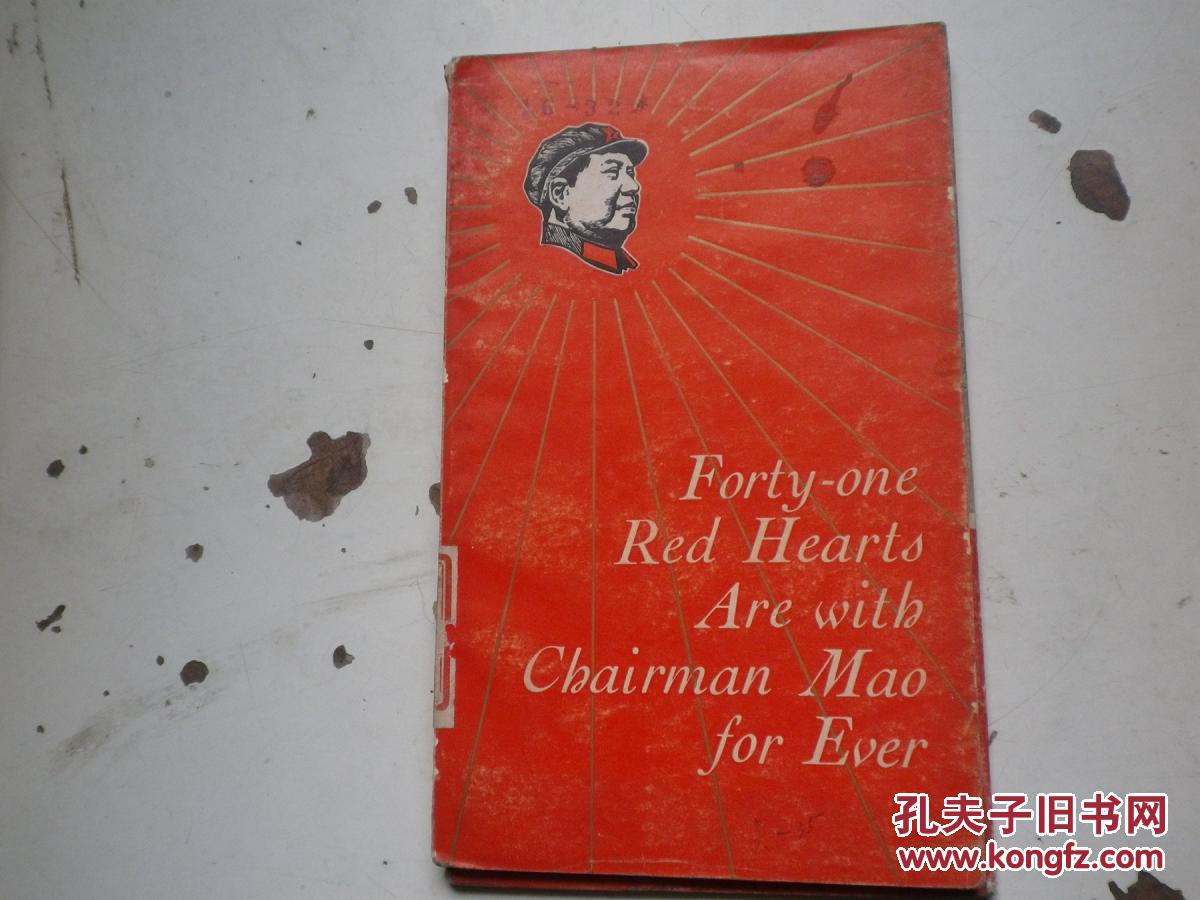 Forty-one
Red Hearts
Are with
Chairman Mao
for Ever
孔夫子旧书网
www.kongfz.com